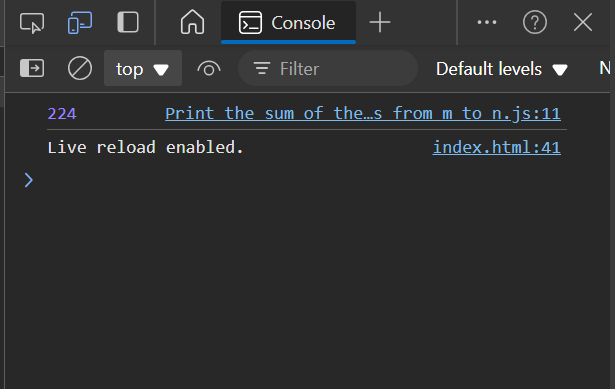 Console
top Filter Default levels N
224 Print the sum of the…s from m to n.js:11
Live reload enabled. index.html:41